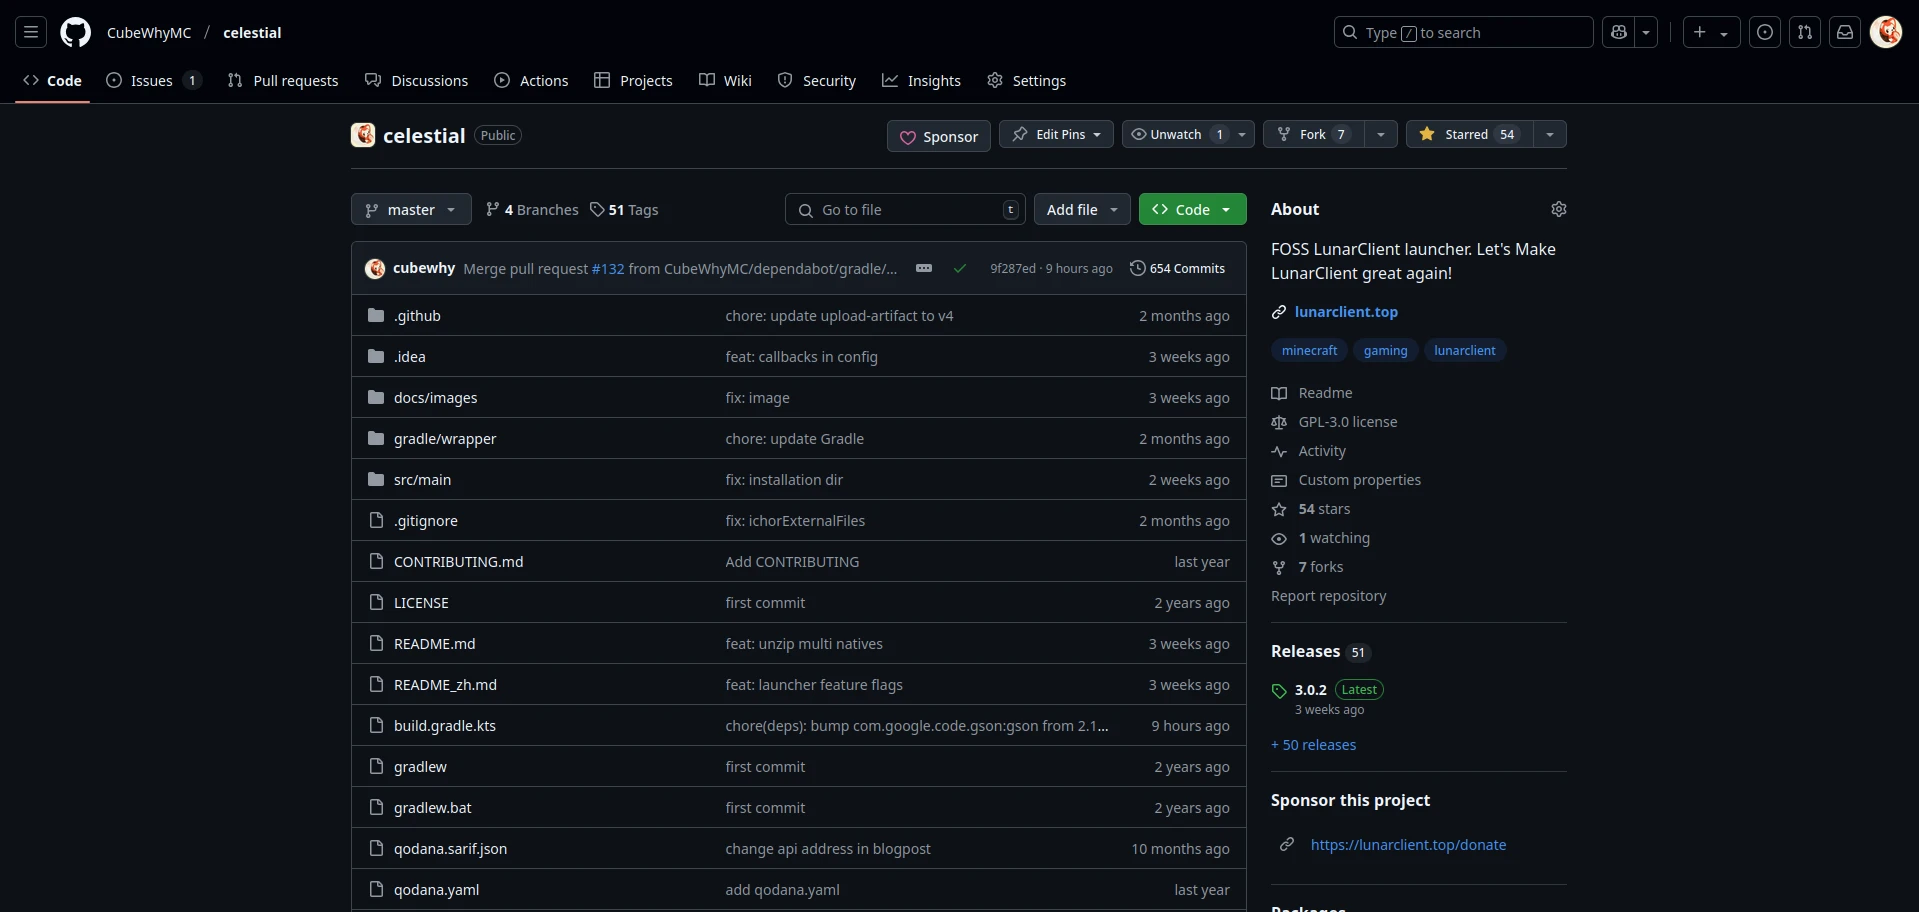 CubeWhyMC / celestial
Type / to search
Code
Issues 1
Pull requests
Discussions
Actions
Projects
Wiki
Security
Insights
Settings
celestial Public
Sponsor
Edit Pins
Unwatch 1
Fork 7
Starred 54
master
4 Branches
51 Tags
Go to file t
Add file
Code
cubewhy Merge pull request #132 from CubeWhyMC/dependabot/gradle/... 9f287ed · 9 hours ago 654 Commits
.github chore: update upload-artifact to v4 2 months ago
.idea feat: callbacks in config 3 weeks ago
docs/images fix: image 3 weeks ago
gradle/wrapper chore: update Gradle 2 months ago
src/main fix: installation dir 2 weeks ago
.gitignore fix: ichorExternalFiles 2 months ago
CONTRIBUTING.md Add CONTRIBUTING last year
LICENSE first commit 2 years ago
README.md feat: unzip multi natives 3 weeks ago
README_zh.md feat: launcher feature flags 3 weeks ago
build.gradle.kts chore(deps): bump com.google.code.gson:gson from 2.1... 9 hours ago
gradlew first commit 2 years ago
gradlew.bat first commit 2 years ago
qodana.sarif.json change api address in blogpost 10 months ago
qodana.yaml add qodana.yaml last year
About
FOSS LunarClient launcher. Let's Make
LunarClient great again!
lunarclient.top
minecraft gaming lunarclient
Readme
GPL-3.0 license
Activity
Custom properties
54 stars
1 watching
7 forks
Report repository
Releases 51
3.0.2 Latest
3 weeks ago
+ 50 releases
Sponsor this project
https://lunarclient.top/donate
Packages